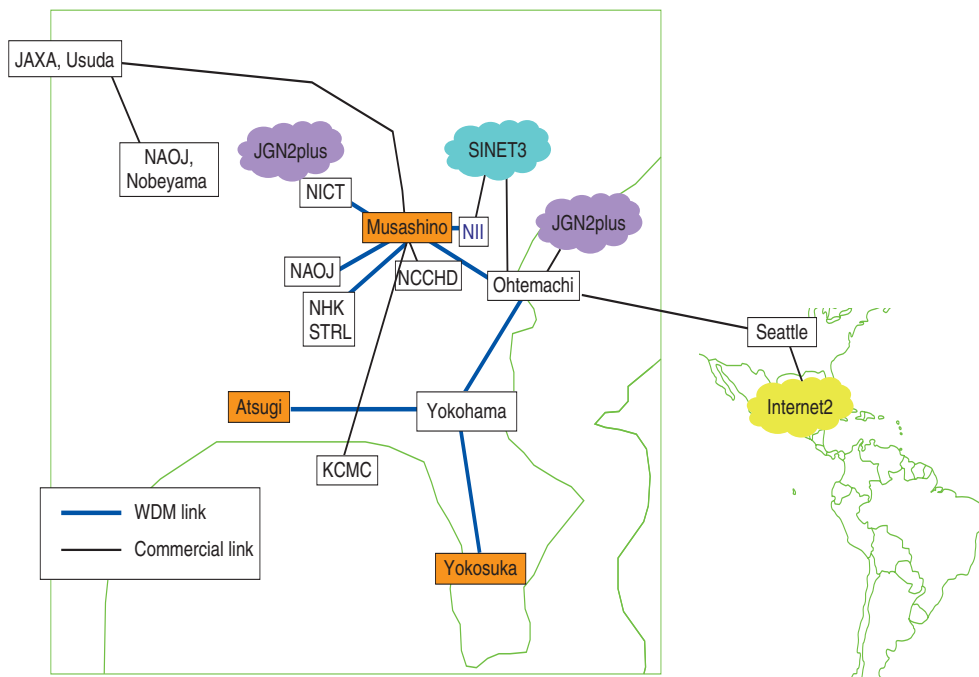 JAXA, Usuda
NAOJ,
Nobeyama
JGN2plus
SINET3
NICT
Musashino
NII
JGN2plus
NAOJ
NCCHD
Ohtemachi
NHK
STRL
Seattle
Atsugi
Yokohama
Internet2
KCMC
WDM link
Commercial link
Yokosuka